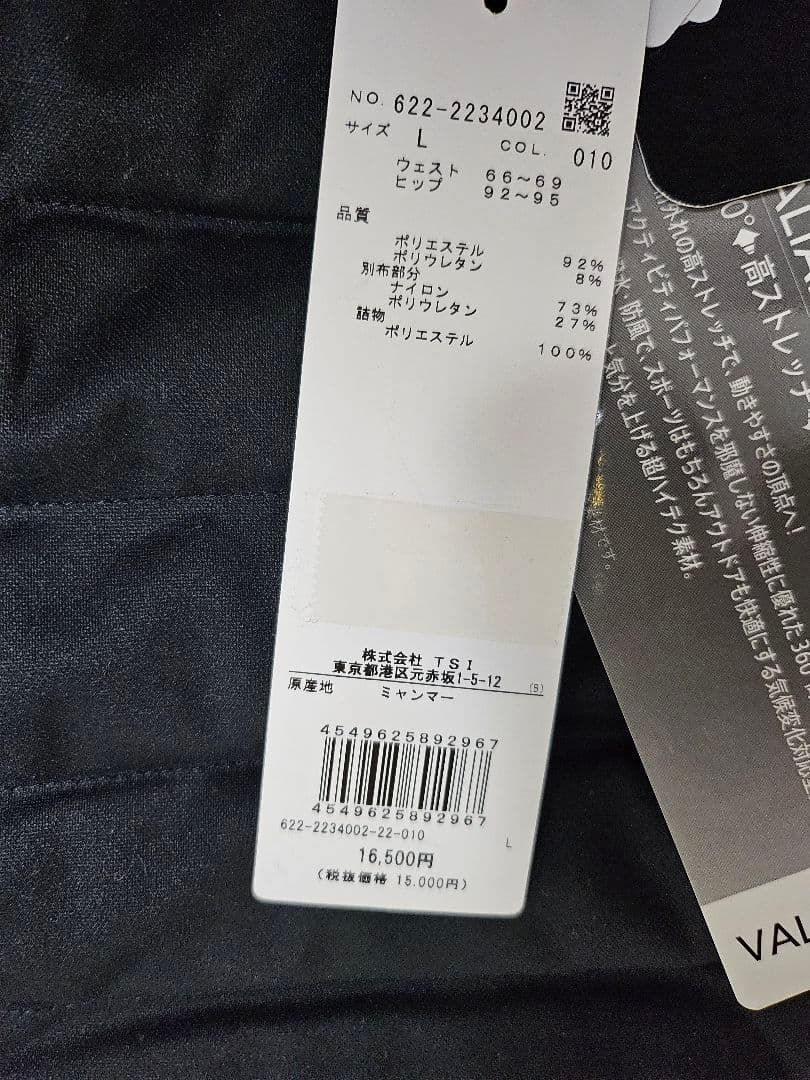 NO. 622-2234002
サイズ L COL. 010
ウェスト 66～69
ヒップ 92～95
品質
ポリエステル 92%
ポリウレタン 8%
別布部分
ナイロン 73%
ポリウレタン 27%
詰物
ポリエステル 100%
株式会社 TSI
東京都港区元赤坂1-5-12 (S)
原産地 ミャンマー
4549625892967
4549625892967
622-2234002-22-010 L
16,500円
(税抜価格 15.000円)
高ストレッチ
の高ストレッチで、動きやすさの頂点へ!
アクティビティパフォーマンスを邪魔しない伸縮性に優れた360
防風で、スポーツはもちろんアウトドアも快適にする気候変化対応
気分を上げる超ハイテク素材。
VAL